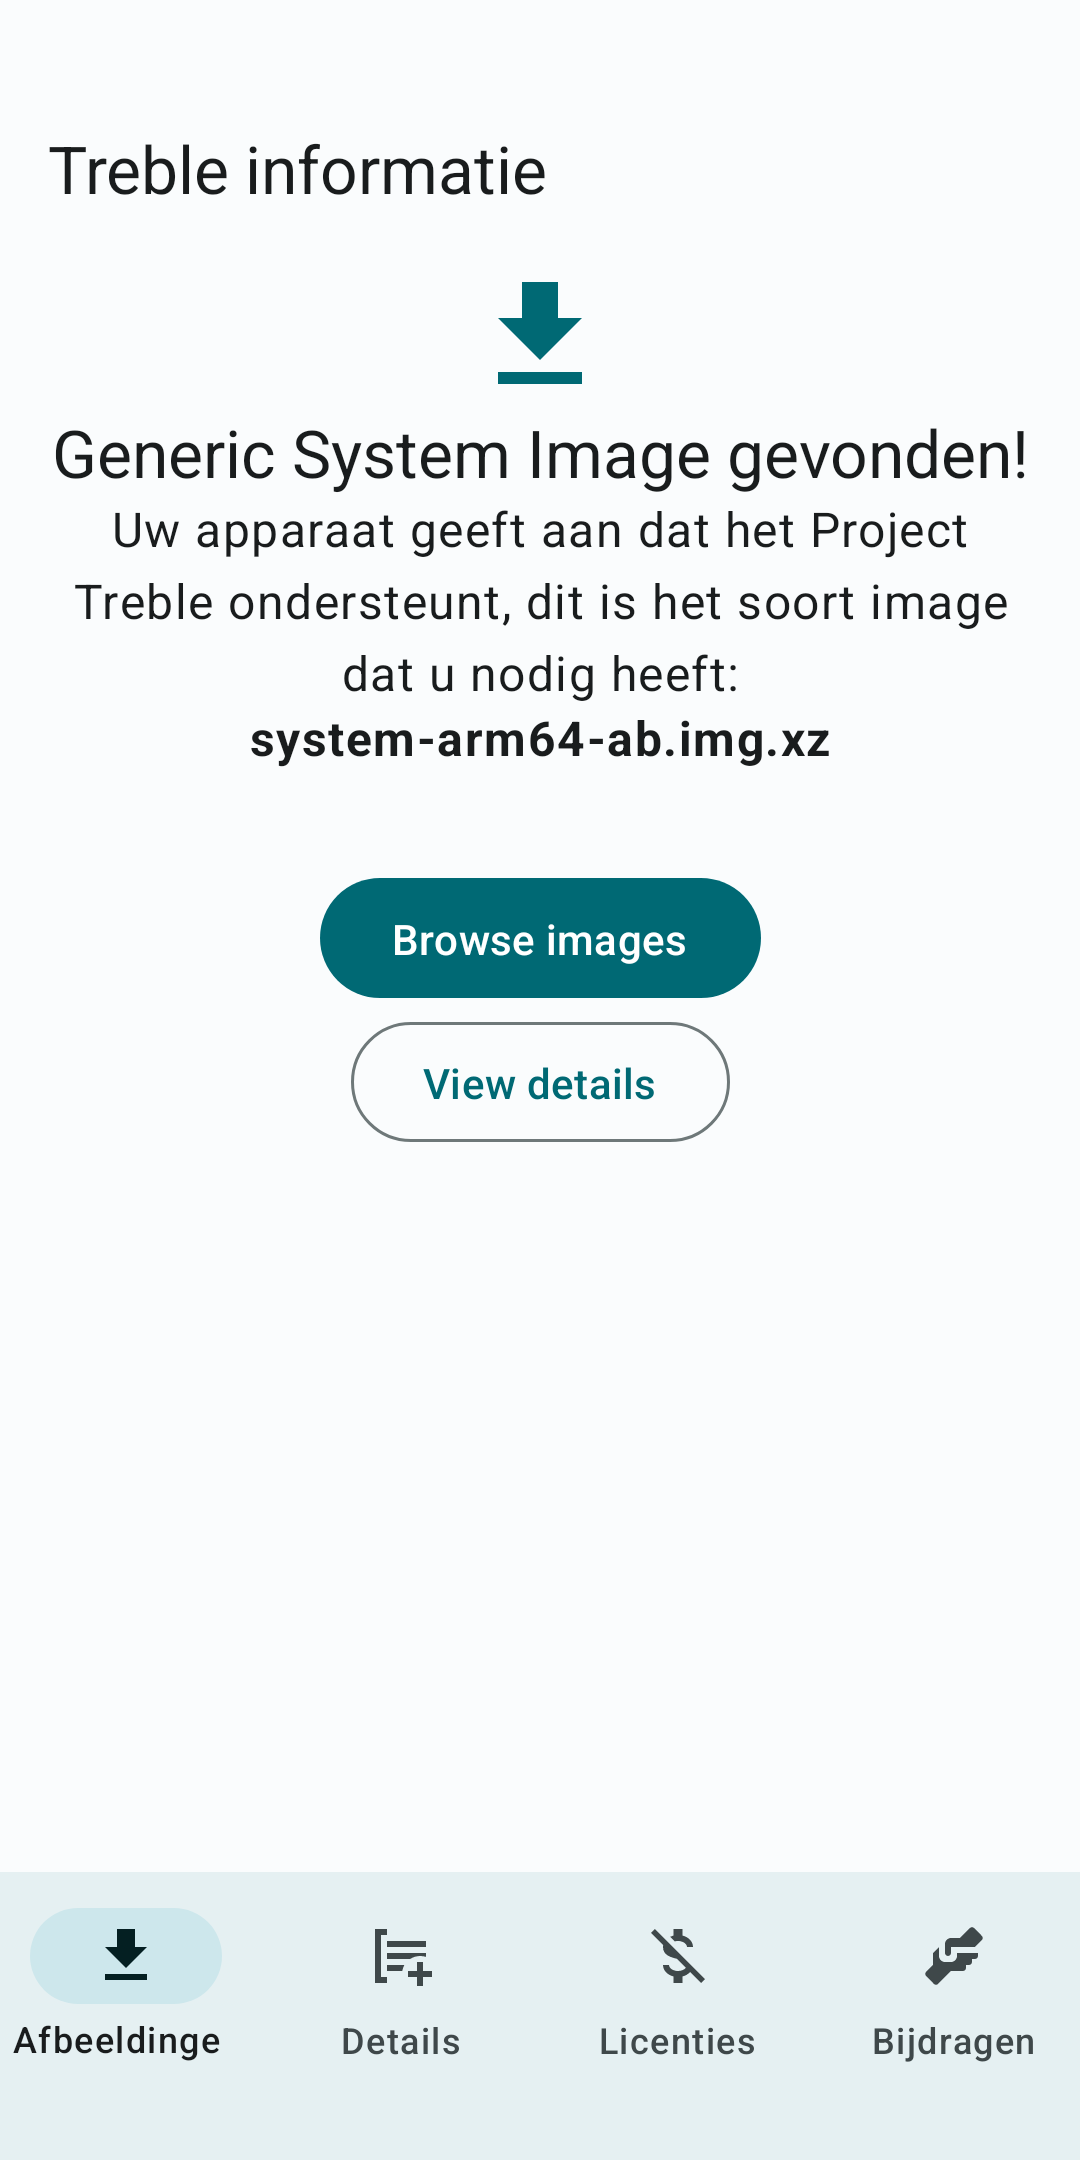 Treble informatie
Generic System Image gevonden!
Uw apparaat geeft aan dat het Project
Treble ondersteunt, dit is het soort image
dat u nodig heeft:
system-arm64-ab.img.xz
Browse images
View details
Afbeeldinge
Details
Licenties
Bijdragen